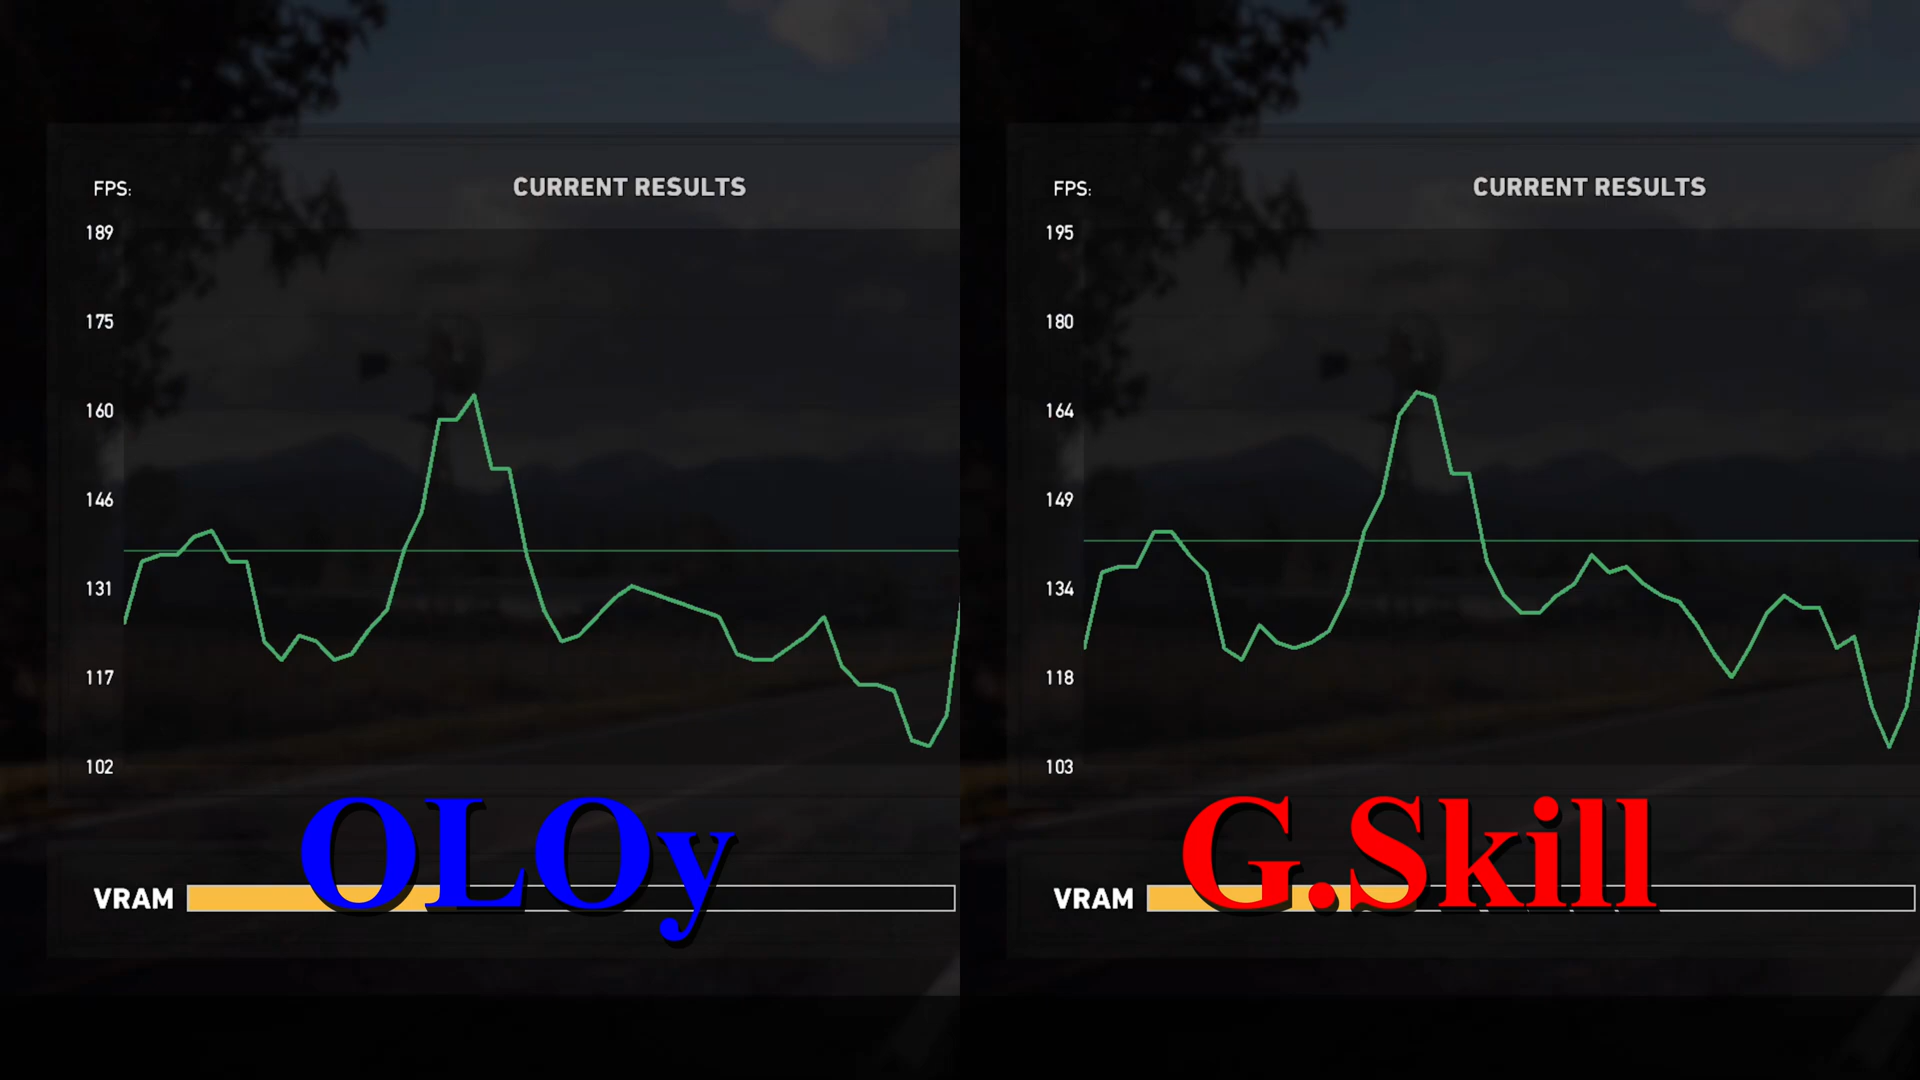 FPS:
CURRENT RESULTS
189
175
160
146
131
117
102
OLOy
VRAM
FPS:
CURRENT RESULTS
195
180
164
149
134
118
103
G.Skill
VRAM